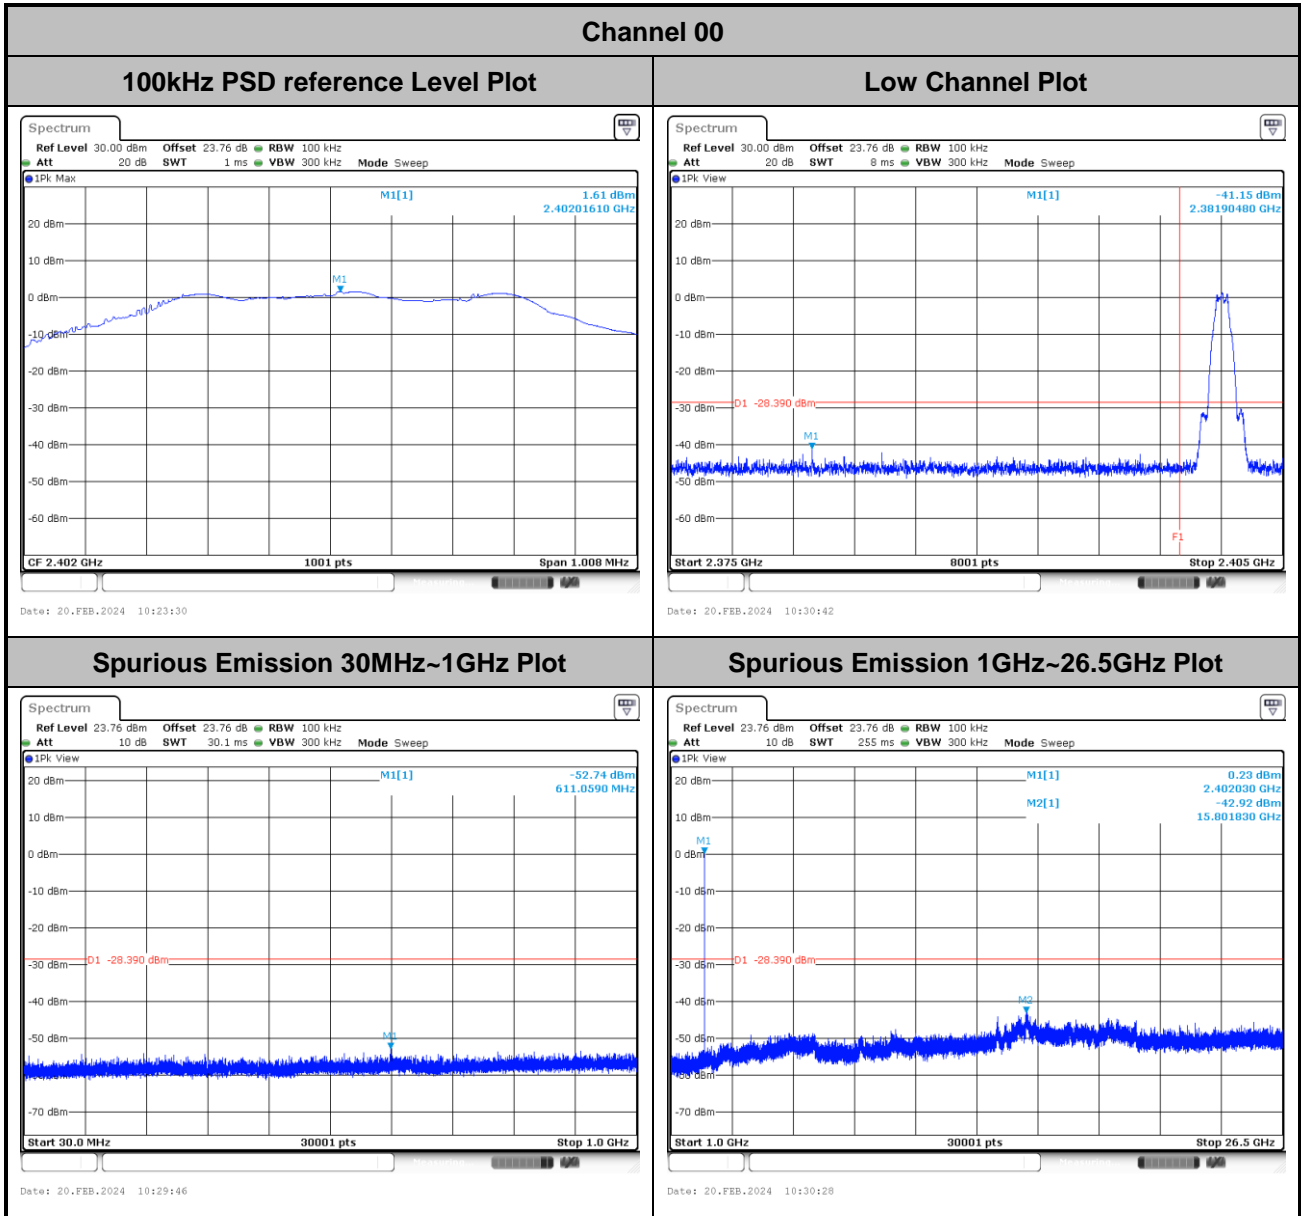 Channel 00
100kHz PSD reference Level Plot
Spectrum
Ref Level 30.00 dBm Offset 23.76 dB RBW 100 kHz
Att 20 dB SWT 1 ms VBW 300 kHz Mode Sweep
1Pk Max
M1[1] 1.61 dBm
2.40201610 GHz
20 dBm
10 dBm
M1
0 dBm
-10 dBm
-20 dBm
-30 dBm
-40 dBm
-50 dBm
-60 dBm
CF 2.402 GHz 1001 pts Span 1.008 MHz
Date: 20.FEB.2024 10:23:30
Low Channel Plot
Spectrum
Ref Level 30.00 dBm Offset 23.76 dB RBW 100 kHz
Att 20 dB SWT 8 ms VBW 300 kHz Mode Sweep
1Pk View
M1[1] -41.15 dBm
2.38190480 GHz
20 dBm
10 dBm
0 dBm
-10 dBm
-20 dBm
-30 dBm
D1 -28.390 dBm
M1
-40 dBm
-50 dBm
-60 dBm
F1
Start 2.375 GHz 8001 pts Stop 2.405 GHz
Date: 20.FEB.2024 10:30:42
Spurious Emission 30MHz~1GHz Plot
Spectrum
Ref Level 23.76 dBm Offset 23.76 dB RBW 100 kHz
Att 10 dB SWT 30.1 ms VBW 300 kHz Mode Sweep
1Pk View
M1[1] -52.74 dBm
611.0590 MHz
20 dBm
10 dBm
0 dBm
-10 dBm
-20 dBm
D1 -28.390 dBm
-30 dBm
-40 dBm
M1
-50 dBm
-70 dBm
Start 30.0 MHz 30001 pts Stop 1.0 GHz
Date: 20.FEB.2024 10:29:46
Spurious Emission 1GHz~26.5GHz Plot
Spectrum
Ref Level 23.76 dBm Offset 23.76 dB RBW 100 kHz
Att 10 dB SWT 255 ms VBW 300 kHz Mode Sweep
1Pk View
M1[1] 0.23 dBm
2.402030 GHz
M2[1] -42.92 dBm
15.801830 GHz
20 dBm
10 dBm
M1
0 dBm
-10 dBm
-20 dBm
D1 -28.390 dBm
-30 dBm
-40 dBm
M2
-50 dBm
-60 dBm
-70 dBm
Start 1.0 GHz 30001 pts Stop 26.5 GHz
Date: 20.FEB.2024 10:30:28